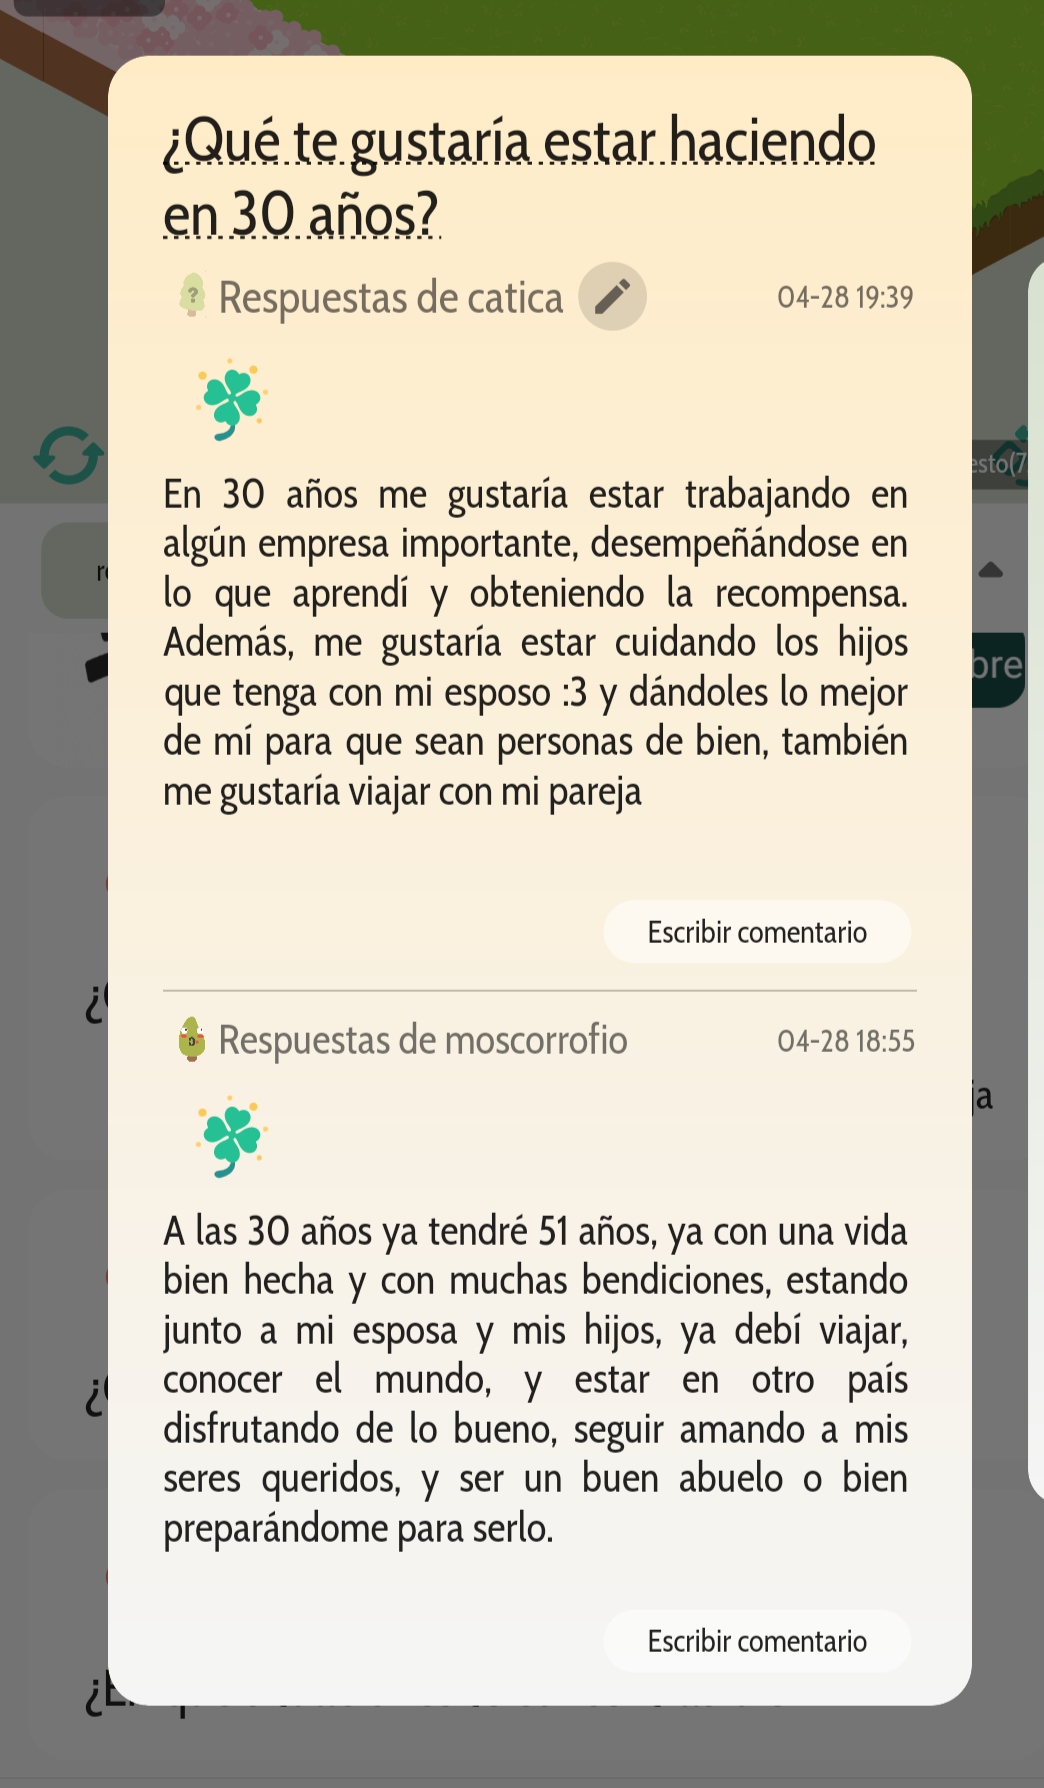 ¿Qué te gustaría estar haciendo
en 30 años?
Respuestas de catica
04-28 19:39
En 30 años me gustaría estar trabajando en
algún empresa importante, desempeñándose en
lo que aprendí y obteniendo la recompensa.
Además, me gustaría estar cuidando los hijos
que tenga con mi esposo :3 y dándoles lo mejor
de mí para que sean personas de bien, también
me gustaría viajar con mi pareja
Escribir comentario
Respuestas de moscorrofio
04-28 18:55
A las 30 años ya tendré 51 años, ya con una vida
bien hecha y con muchas bendiciones, estando
junto a mi esposa y mis hijos, ya debí viajar,
conocer el mundo, y estar en otro país
disfrutando de lo bueno, seguir amando a mis
seres queridos, y ser un buen abuelo o bien
preparándome para serlo.
Escribir comentario